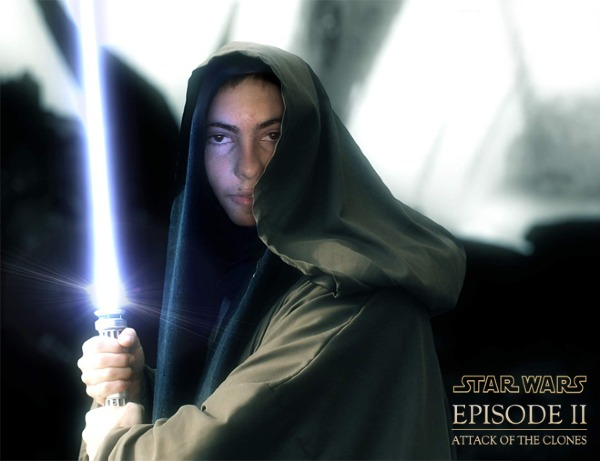 STAR WARS
EPISODE II
ATTACK OF THE CLONES